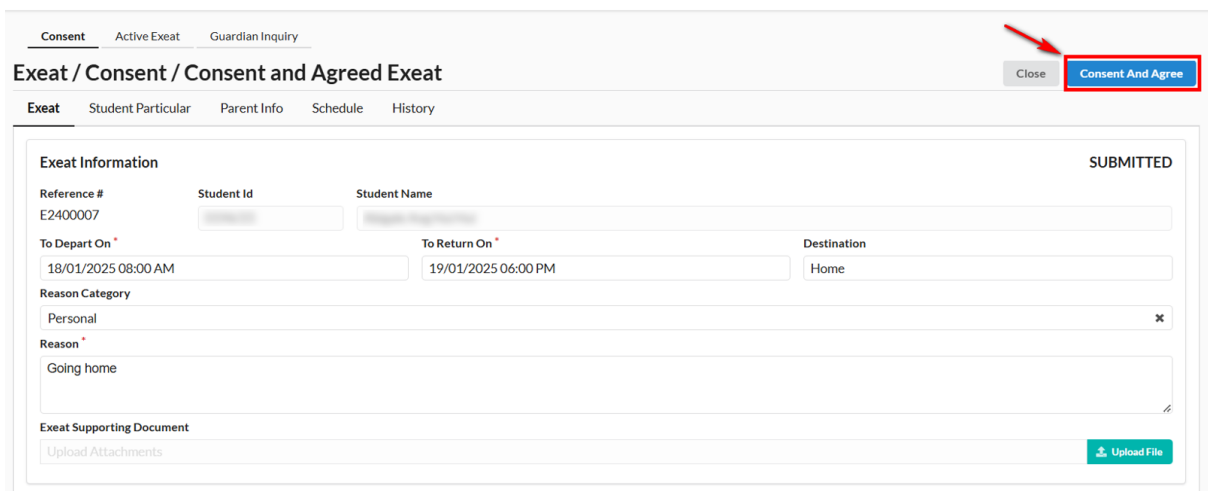 Consent Active Exeat Guardian Inquiry
Exeat / Consent / Consent and Agreed Exeat Close Consent And Agree
Exeat Student Particular Parent Info Schedule History
Exeat Information SUBMITTED
Reference # Student Id Student Name
E2400007
To Depart On * To Return On * Destination
18/01/2025 08:00 AM 19/01/2025 06:00 PM Home
Reason Category
Personal
Reason *
Going home
Exeat Supporting Document
Upload Attachments Upload File